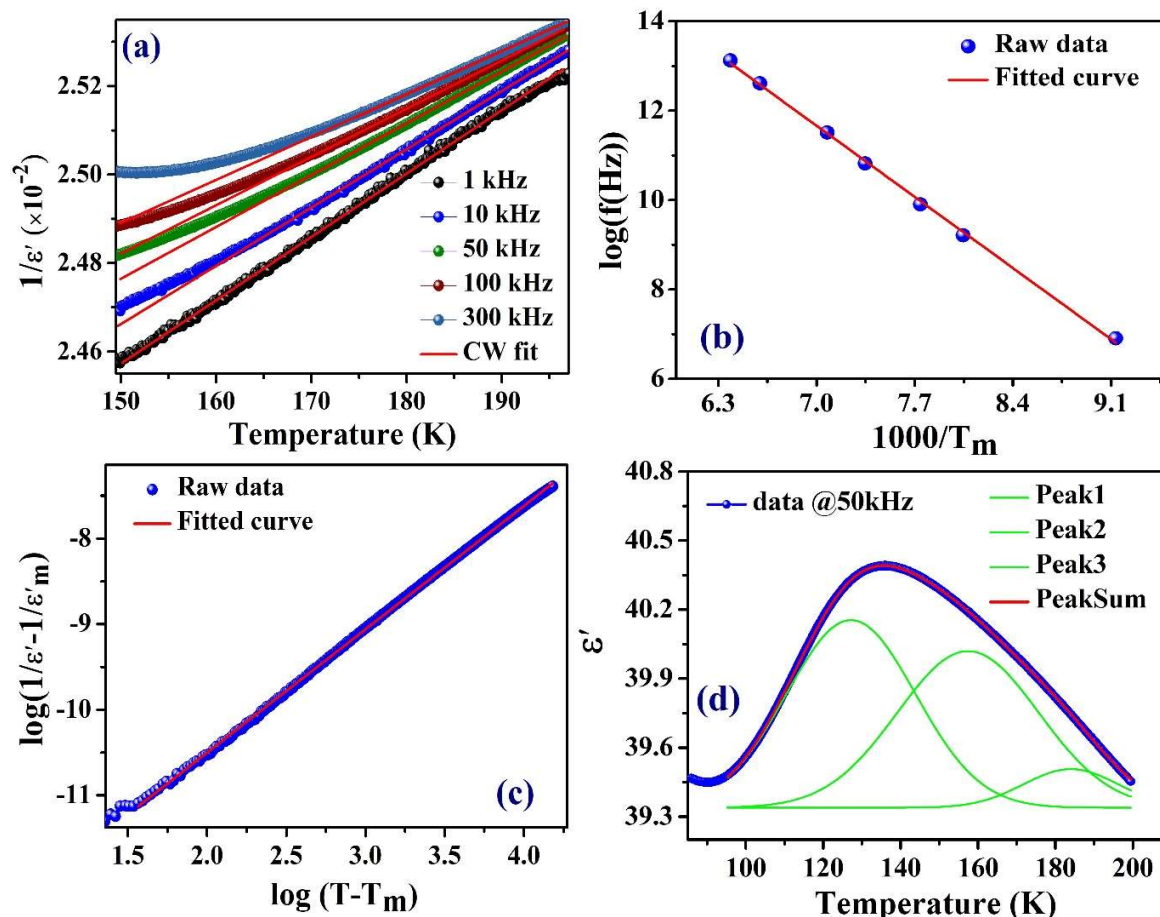 (a)
1/ε′ (×10⁻²)
2.52
2.50
2.48
2.46
1 kHz
10 kHz
50 kHz
100 kHz
300 kHz
CW fit
150 160 170 180 190
Temperature (K)
log(f(Hz))
15
13
11
9
8
6
Raw data
Fitted curve
(b)
6.3 7.0 7.7 8.4 9.1
1000/Tₘ
log(1/ε′-1/ε′ₘ)
-8
-9
-10
-11
Raw data
Fitted curve
(c)
1.5 2.0 2.5 3.0 3.5 4.0
log (T-Tₘ)
ε′
40.8
40.5
40.2
39.9
39.6
39.3
data @50kHz
Peak1
Peak2
Peak3
PeakSum
(d)
100 120 140 160 180 200
Temperature (K)